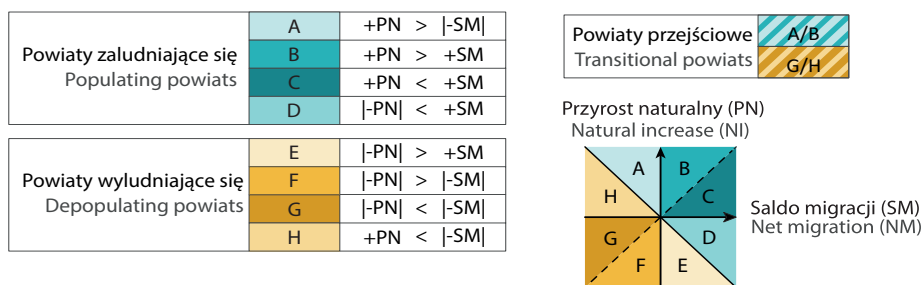 A +PN > |-SM|
Powiaty zaludniające się B +PN > +SM
Populating powiats C +PN < +SM
D |-PN| < +SM
E |-PN| > +SM
Powiaty wyludniające się F |-PN| > |-SM|
Depopulating powiats G |-PN| < |-SM|
H +PN < |-SM|
Powiaty przejściowe A/B
Transitional powiats G/H
Przyrost naturalny (PN)
Natural increase (NI)
A B
H C
G D
F E
Saldo migracji (SM)
Net migration (NM)